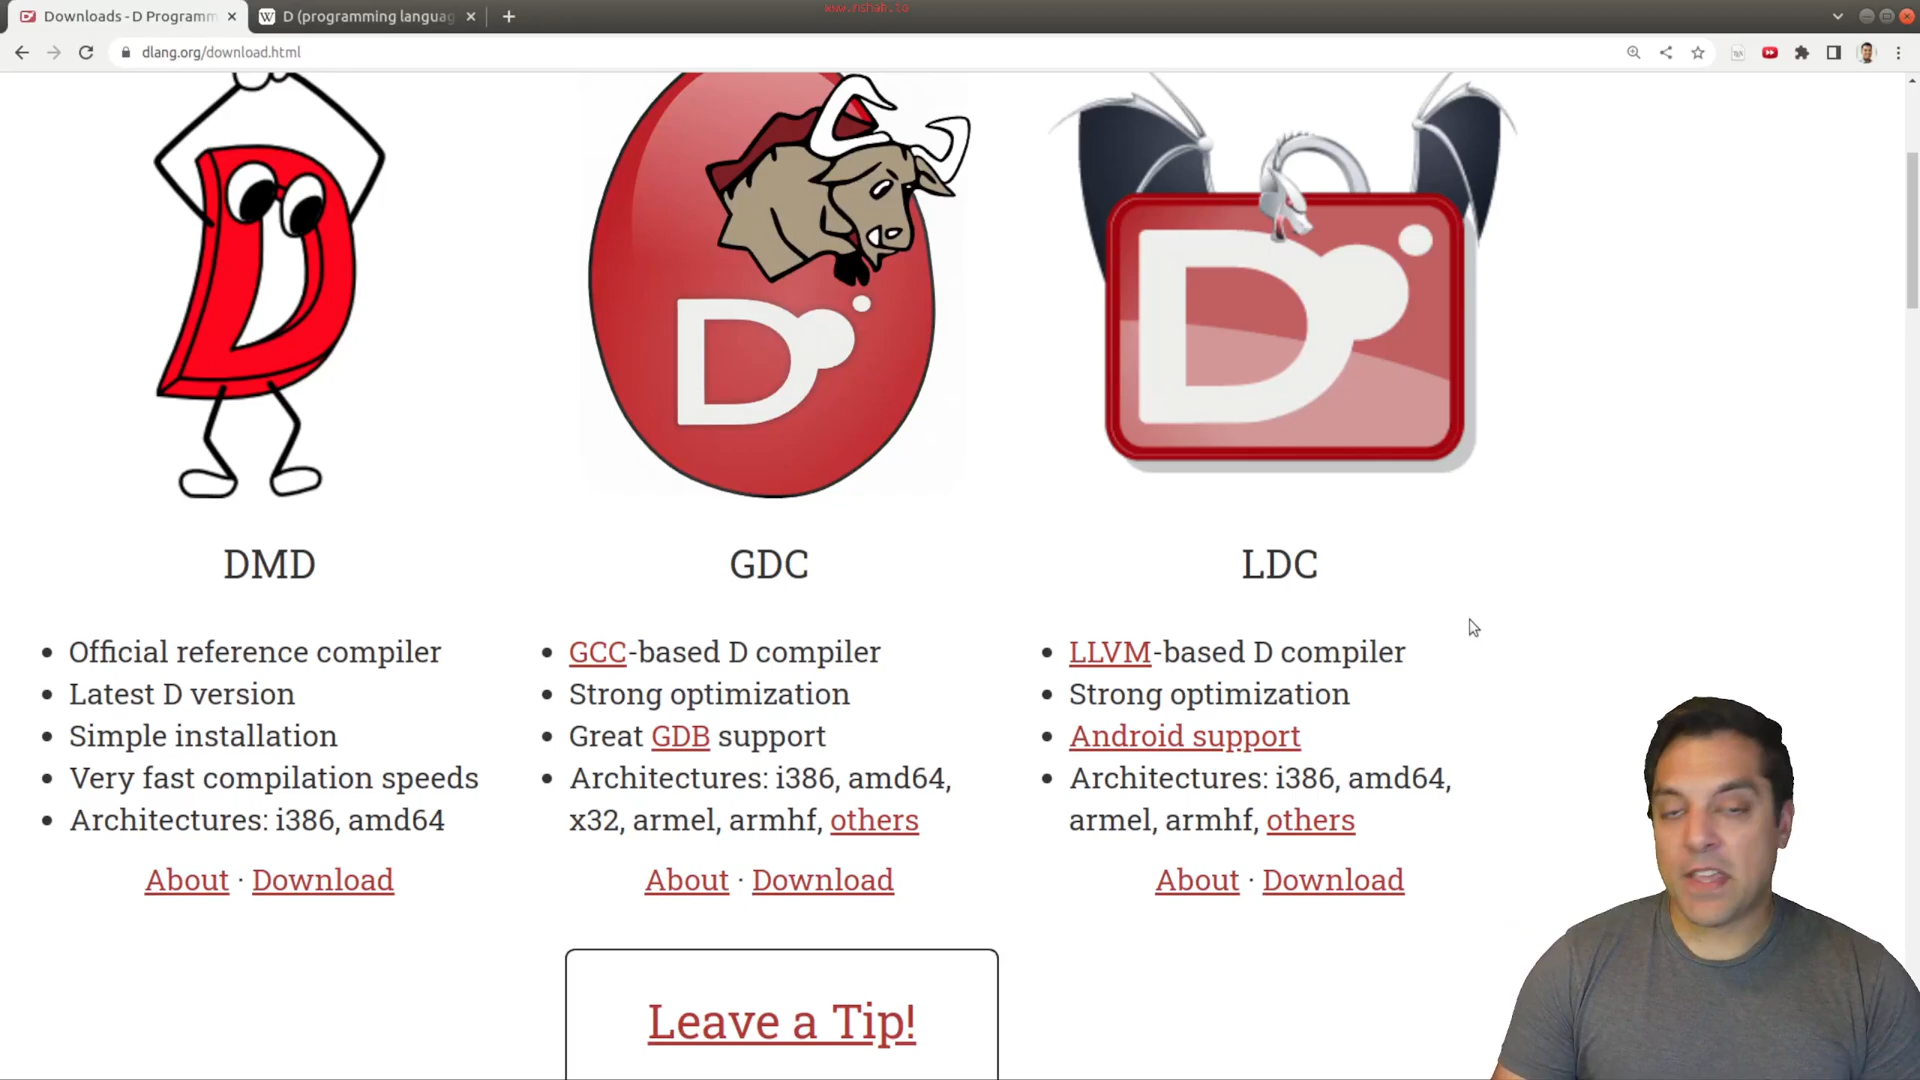 Downloads - D Programm
D (programming languag
www.mshah.io
dlang.org/download.html
D
D
D
DMD
GDC
LDC
Official reference compiler
Latest D version
Simple installation
Very fast compilation speeds
Architectures: i386, amd64
About · Download
GCC-based D compiler
Strong optimization
Great GDB support
Architectures: i386, amd64,
x32, armel, armhf, others
About · Download
LLVM-based D compiler
Strong optimization
Android support
Architectures: i386, amd64,
armel, armhf, others
About · Download
Leave a Tip!